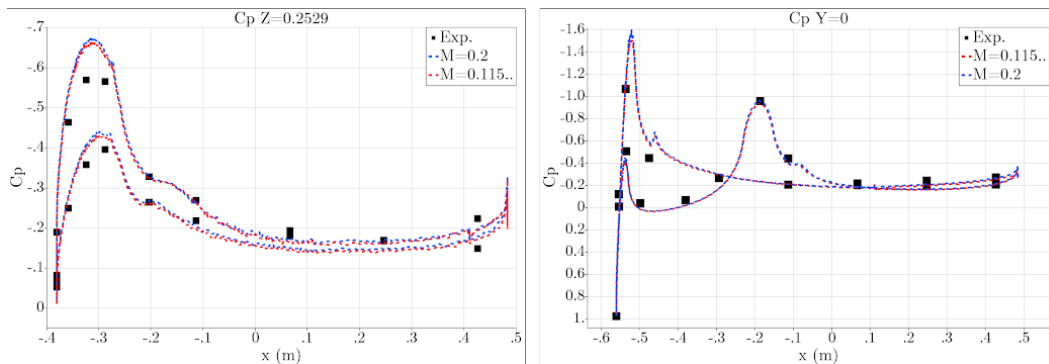 Cp Z=0.2529
-.7
-.6
-.5
-.4
-.3
-.2
-.1
0
Cp
-.4 -.3 -.2 -.1 0 .1 .2 .3 .4 .5
x (m)
Exp.
M=0.2
M=0.115..
Cp Y=0
-1.6
-1.4
-1.2
-1.0
-0.8
-0.6
-0.4
-0.2
0
0.2
0.4
0.6
0.8
1.
Cp
-.6 -.5 -.4 -.3 -.2 -.1 0 .1 .2 .3 .4 .5
x (m)
Exp.
M=0.115..
M=0.2